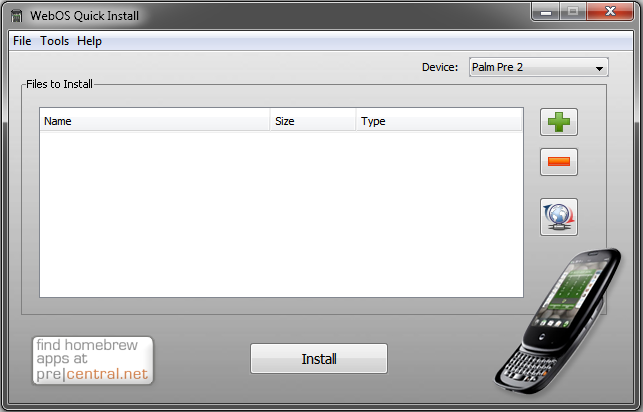 WebOS Quick Install
File Tools Help
Device: Palm Pre 2
Files to Install
Name Size Type
find homebrew
apps at
pre|central.net
Install